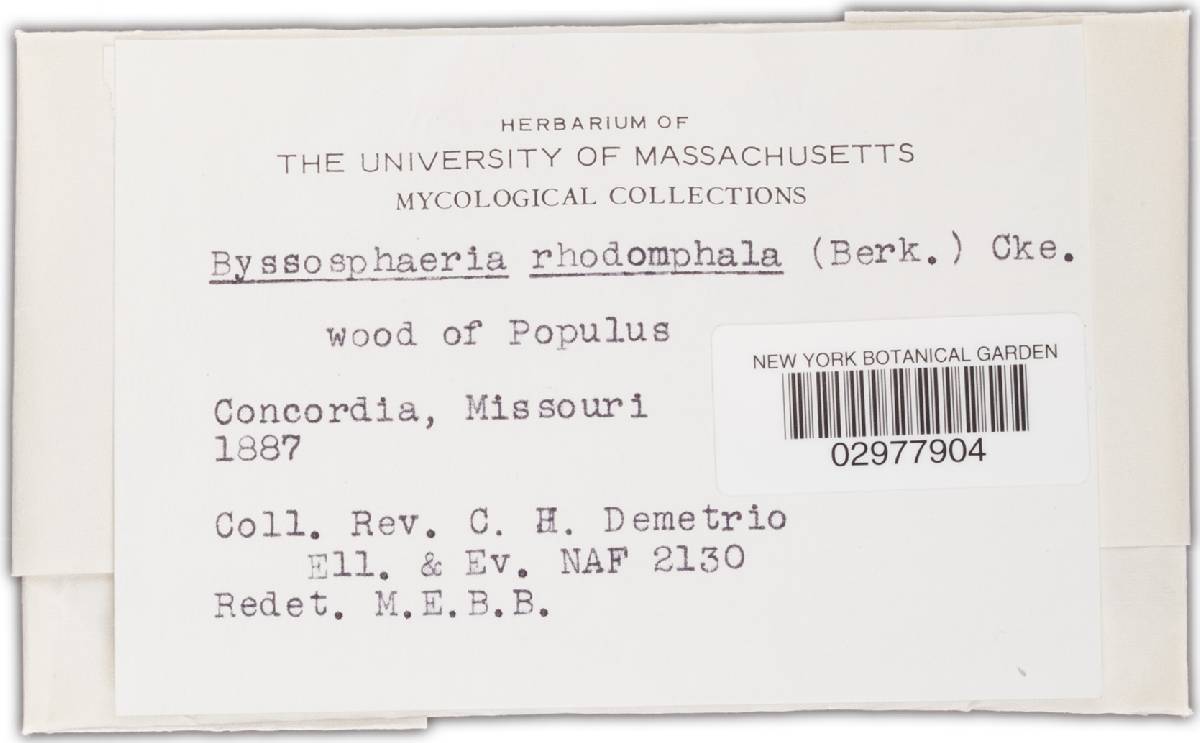 HERBARIUM OF
THE UNIVERSITY OF MASSACHUSETTS
MYCOLOGICAL COLLECTIONS
Byssosphaeria rhodomphala (Berk.) Cke.
wood of Populus
NEW YORK BOTANICAL GARDEN
02977904
Concordia, Missouri
1887
Coll. Rev. C. H. Demetrio
Ell. & Ev. NAF 2130
Redet. M.E.B.B.